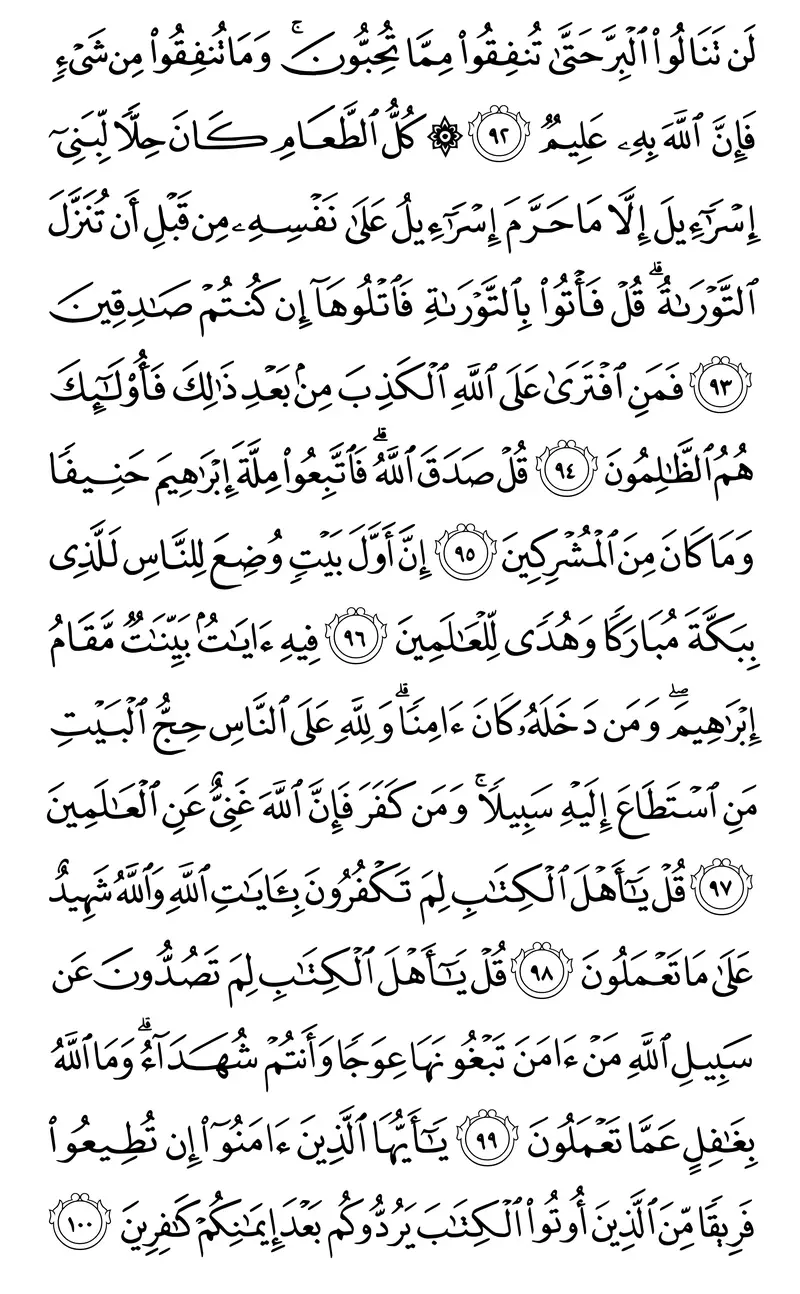 لَن تَنَالُوا۟ ٱلْبِرَّ حَتَّىٰ تُنفِقُوا۟ مِمَّا تُحِبُّونَ ۚ وَمَا تُنفِقُوا۟ مِن شَىْءٍ
فَإِنَّ ٱللَّهَ بِهِۦ عَلِيمٌ ٩٢ ۞ كُلُّ ٱلطَّعَامِ كَانَ حِلًّا لِّبَنِىٓ
إِسْرَٰٓءِيلَ إِلَّا مَا حَرَّمَ إِسْرَٰٓءِيلُ عَلَىٰ نَفْسِهِۦ مِن قَبْلِ أَن تُنَزَّلَ
ٱلتَّوْرَىٰةُ ۗ قُلْ فَأْتُوا۟ بِٱلتَّوْرَىٰةِ فَٱتْلُوهَآ إِن كُنتُمْ صَٰدِقِينَ
٩٣ فَمَنِ ٱفْتَرَىٰ عَلَى ٱللَّهِ ٱلْكَذِبَ مِنۢ بَعْدِ ذَٰلِكَ فَأُو۟لَٰٓئِكَ
هُمُ ٱلظَّٰلِمُونَ ٩٤ قُلْ صَدَقَ ٱللَّهُ ۗ فَٱتَّبِعُوا۟ مِلَّةَ إِبْرَٰهِيمَ حَنِيفًا
وَمَا كَانَ مِنَ ٱلْمُشْرِكِينَ ٩٥ إِنَّ أَوَّلَ بَيْتٍ وُضِعَ لِلنَّاسِ لَلَّذِى
بِبَكَّةَ مُبَارَكًا وَهُدًى لِّلْعَٰلَمِينَ ٩٦ فِيهِ ءَايَٰتٌۢ بَيِّنَٰتٌ مَّقَامُ
إِبْرَٰهِيمَ ۖ وَمَن دَخَلَهُۥ كَانَ ءَامِنًا ۗ وَلِلَّهِ عَلَى ٱلنَّاسِ حِجُّ ٱلْبَيْتِ
مَنِ ٱسْتَطَاعَ إِلَيْهِ سَبِيلًا ۚ وَمَن كَفَرَ فَإِنَّ ٱللَّهَ غَنِىٌّ عَنِ ٱلْعَٰلَمِينَ
٩٧ قُلْ يَٰٓأَهْلَ ٱلْكِتَٰبِ لِمَ تَكْفُرُونَ بِـَٔايَٰتِ ٱللَّهِ وَٱللَّهُ شَهِيدٌ
عَلَىٰ مَا تَعْمَلُونَ ٩٨ قُلْ يَٰٓأَهْلَ ٱلْكِتَٰبِ لِمَ تَصُدُّونَ عَن
سَبِيلِ ٱللَّهِ مَنْ ءَامَنَ تَبْغُونَهَا عِوَجًا وَأَنتُمْ شُهَدَآءُ ۗ وَمَا ٱللَّهُ
بِغَٰفِلٍ عَمَّا تَعْمَلُونَ ٩٩ يَٰٓأَيُّهَا ٱلَّذِينَ ءَامَنُوٓا۟ إِن تُطِيعُوا۟
فَرِيقًا مِّنَ ٱلَّذِينَ أُوتُوا۟ ٱلْكِتَٰبَ يَرُدُّوكُم بَعْدَ إِيمَٰنِكُمْ كَٰفِرِينَ ١٠٠